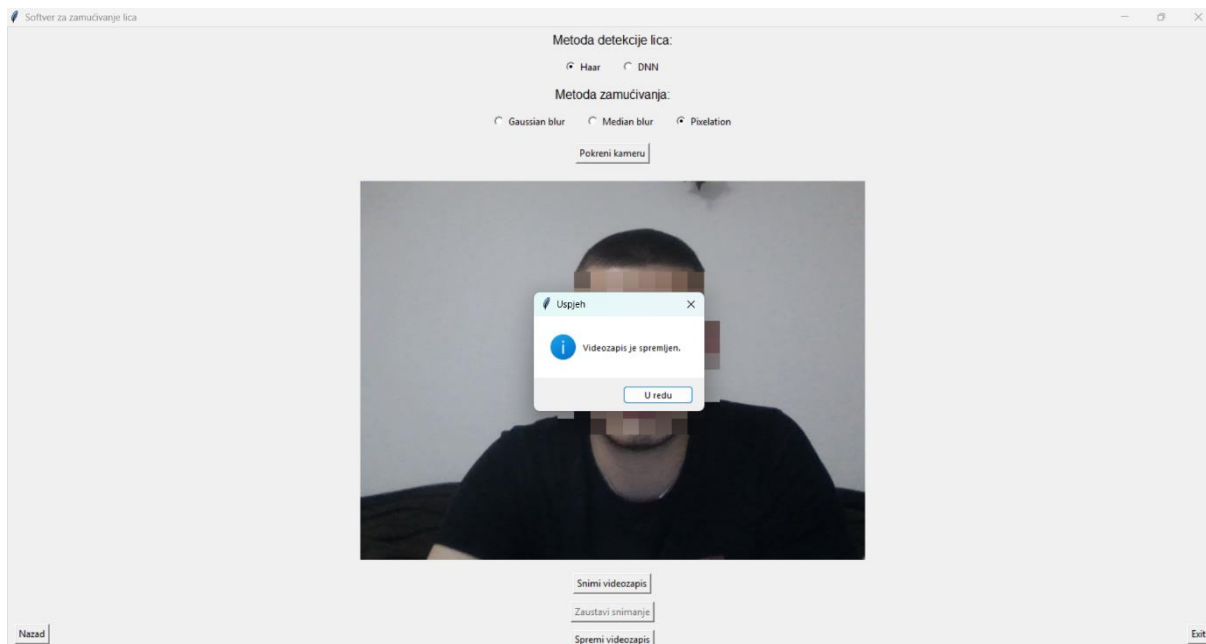 Softver za zamućivanje lica
Metoda detekcije lica:
Haar DNN
Metoda zamućivanja:
Gaussian blur Median blur Pixelation
Pokreni kameru
Uspjeh
Videozapis je spremljen.
U redu
Snimi videozapis
Zaustavi snimanje
Spremi videozapis
Nazad
Exit